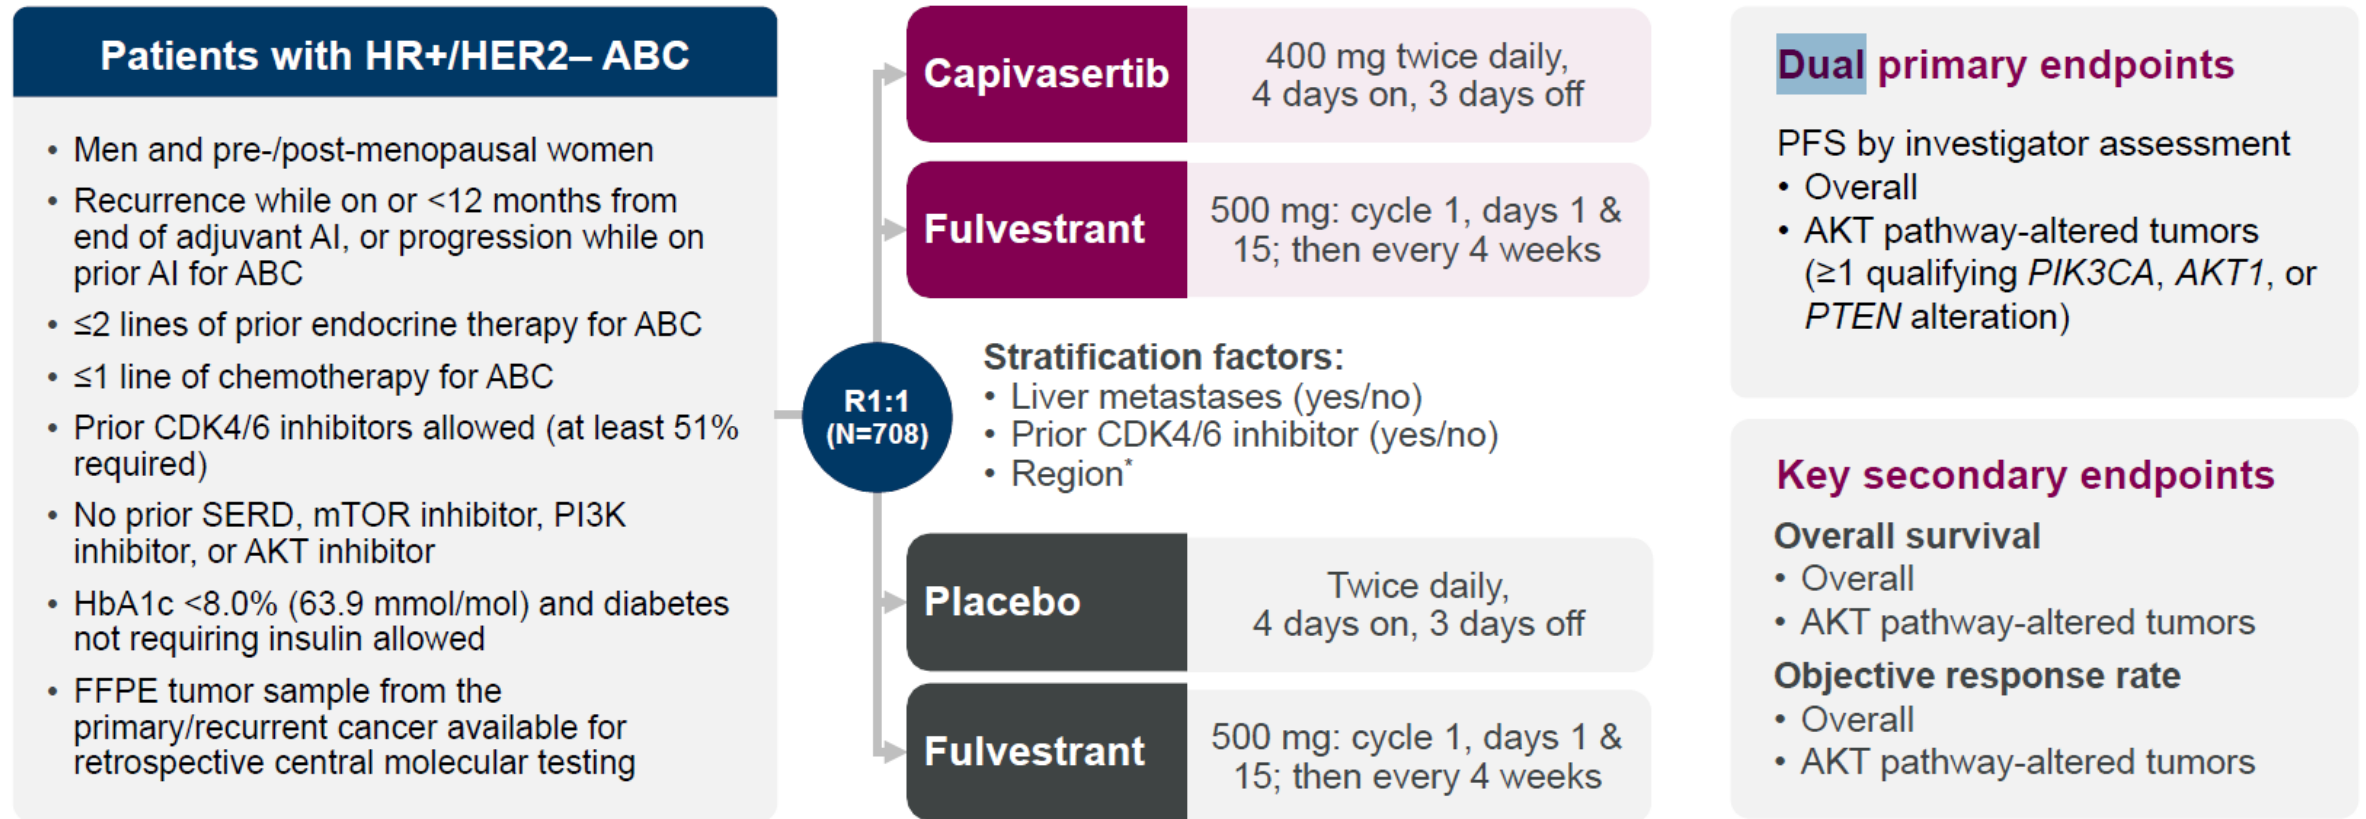 Patients with HR+/HER2– ABC
• Men and pre-/post-menopausal women
• Recurrence while on or <12 months from
end of adjuvant AI, or progression while on
prior AI for ABC
• ≤2 lines of prior endocrine therapy for ABC
• ≤1 line of chemotherapy for ABC
• Prior CDK4/6 inhibitors allowed (at least 51%
required)
• No prior SERD, mTOR inhibitor, PI3K
inhibitor, or AKT inhibitor
• HbA1c <8.0% (63.9 mmol/mol) and diabetes
not requiring insulin allowed
• FFPE tumor sample from the
primary/recurrent cancer available for
retrospective central molecular testing
R1:1
(N=708)
Capivasertib
400 mg twice daily,
4 days on, 3 days off
Fulvestrant
500 mg: cycle 1, days 1 &
15; then every 4 weeks
Stratification factors:
• Liver metastases (yes/no)
• Prior CDK4/6 inhibitor (yes/no)
• Region*
Placebo
Twice daily,
4 days on, 3 days off
Fulvestrant
500 mg: cycle 1, days 1 &
15; then every 4 weeks
Dual primary endpoints
PFS by investigator assessment
• Overall
• AKT pathway-altered tumors
(≥1 qualifying PIK3CA, AKT1, or
PTEN alteration)
Key secondary endpoints
Overall survival
• Overall
• AKT pathway-altered tumors
Objective response rate
• Overall
• AKT pathway-altered tumors